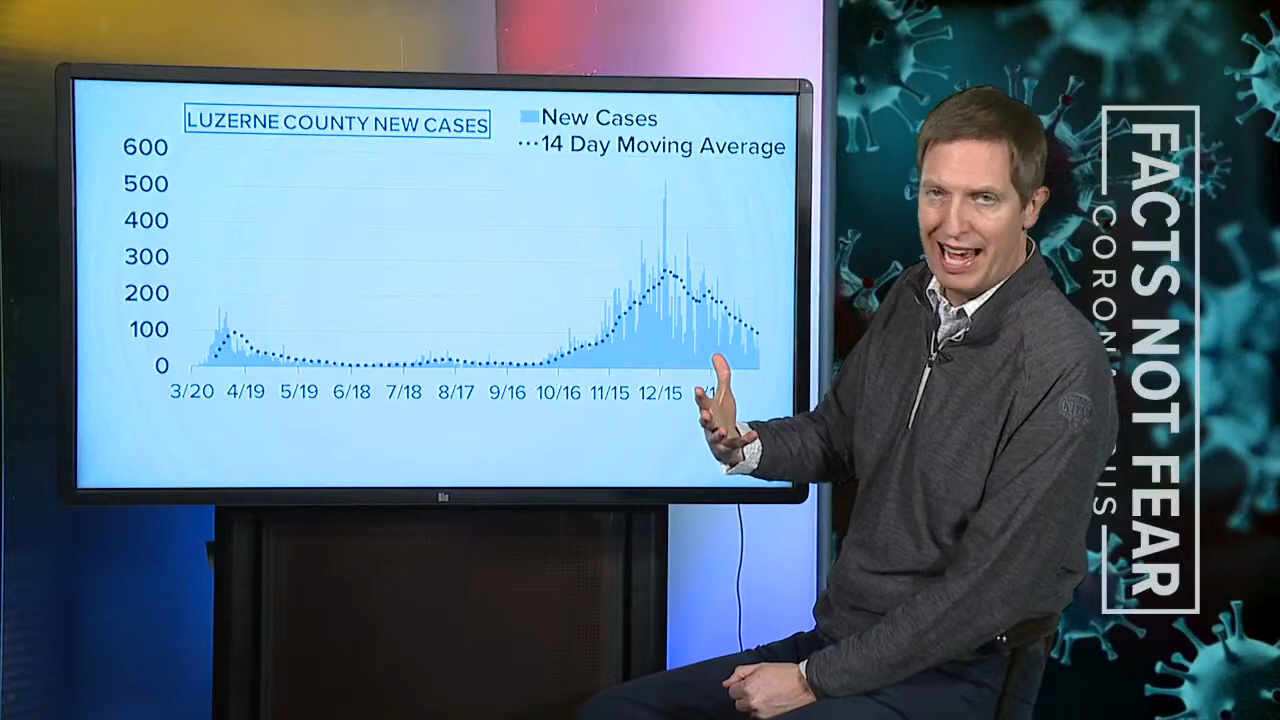 LUZERNE COUNTY NEW CASES
New Cases
14 Day Moving Average
600
500
400
300
200
100
0
3/20 4/19 5/19 6/18 7/18 8/17 9/16 10/16 11/15 12/15
FACTS NOT FEAR
elo